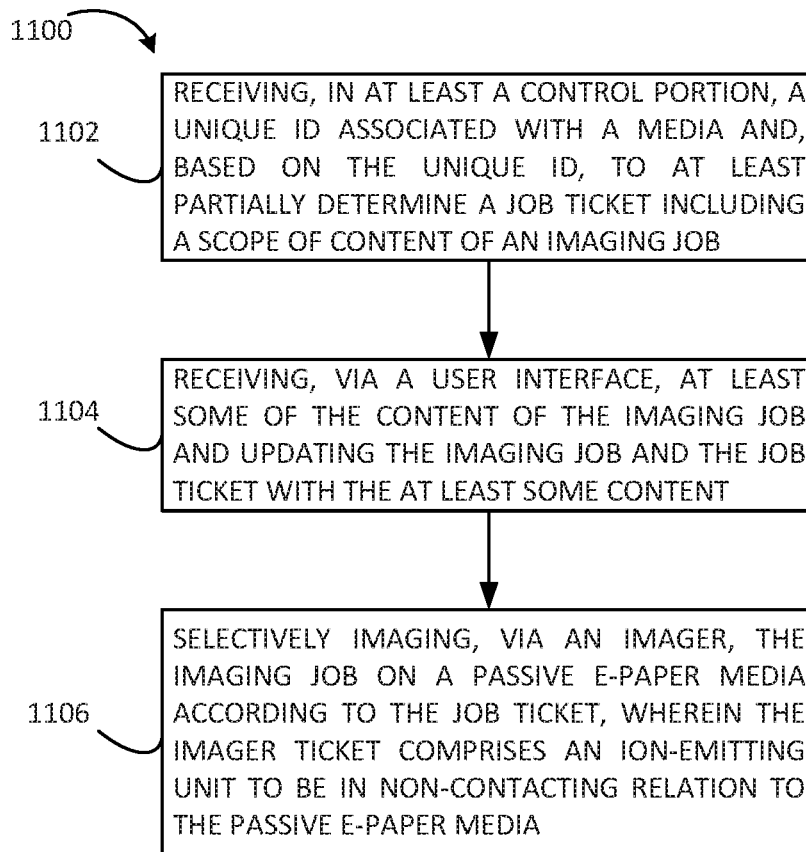 1100
1102
RECEIVING, IN AT LEAST A CONTROL PORTION, A
UNIQUE ID ASSOCIATED WITH A MEDIA AND,
BASED ON THE UNIQUE ID, TO AT LEAST
PARTIALLY DETERMINE A JOB TICKET INCLUDING
A SCOPE OF CONTENT OF AN IMAGING JOB
1104
RECEIVING, VIA A USER INTERFACE, AT LEAST
SOME OF THE CONTENT OF THE IMAGING JOB
AND UPDATING THE IMAGING JOB AND THE JOB
TICKET WITH THE AT LEAST SOME CONTENT
1106
SELECTIVELY IMAGING, VIA AN IMAGER, THE
IMAGING JOB ON A PASSIVE E-PAPER MEDIA
ACCORDING TO THE JOB TICKET, WHEREIN THE
IMAGER TICKET COMPRISES AN ION-EMITTING
UNIT TO BE IN NON-CONTACTING RELATION TO
THE PASSIVE E-PAPER MEDIA